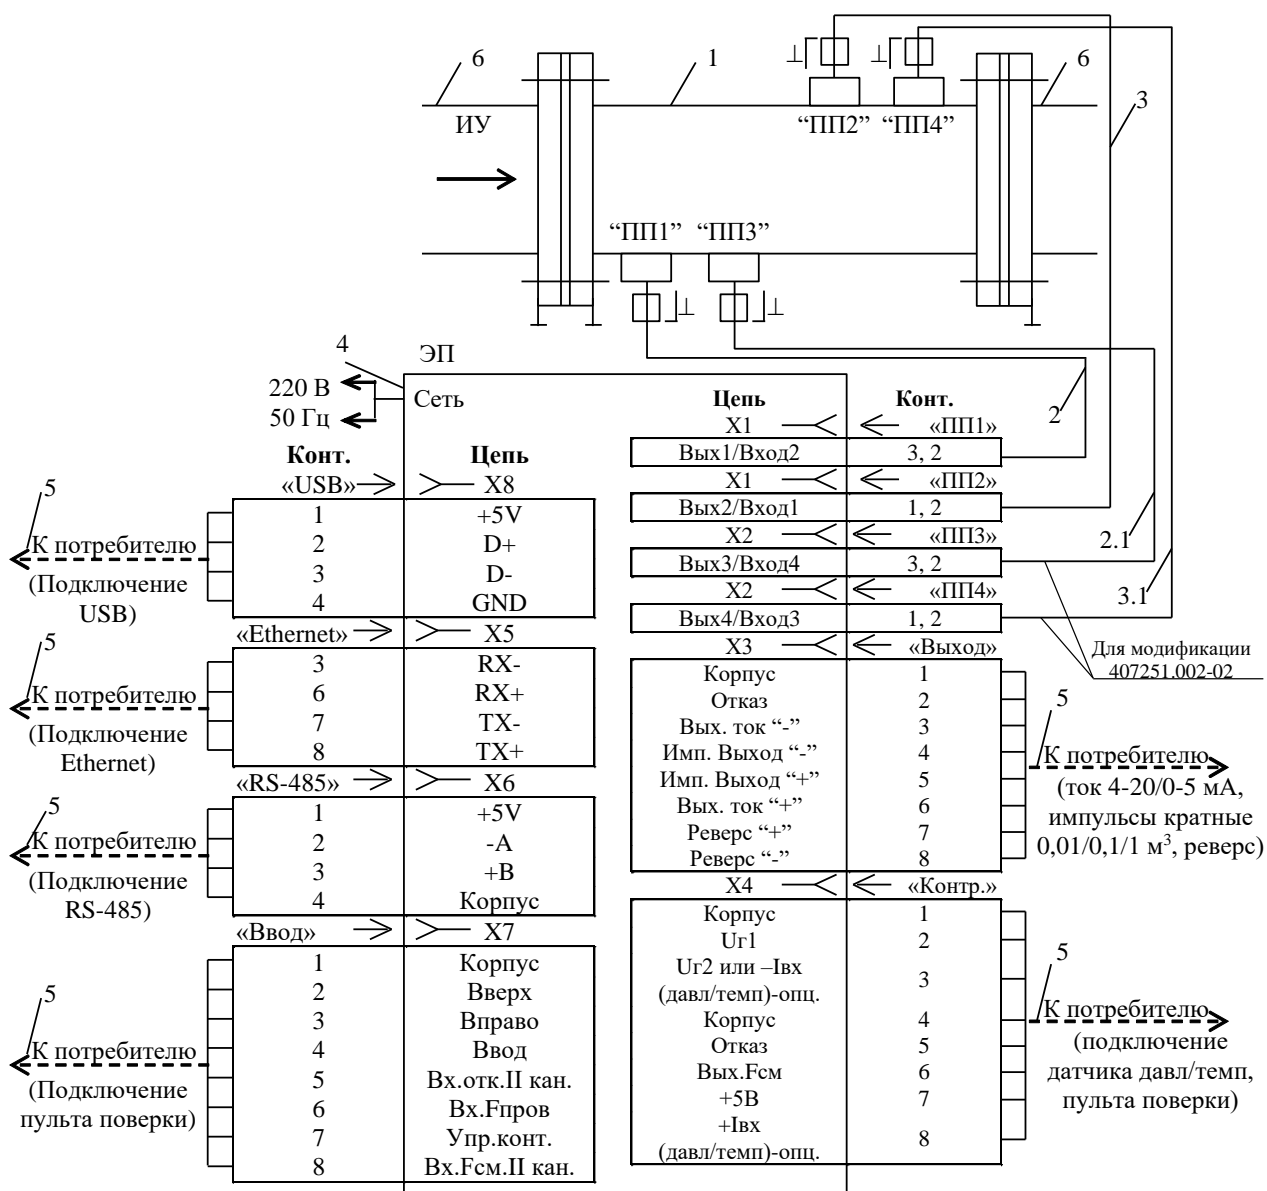 6
1
6
ИУ
“ПП2”
“ПП4”
3
“ПП1”
“ПП3”
4
ЭП
220 В
50 Гц
Сеть
2
2.1
3.1
Конт.
Цепь
«USB»
X8
1 +5V
2 D+
3 D-
4 GND
5
К потребителю
(Подключение
USB)
«Ethernet»
X5
3 RX-
6 RX+
7 TX-
8 TX+
5
К потребителю
(Подключение
Ethernet)
«RS-485»
X6
1 +5V
2 -A
3 +B
4 Корпус
5
К потребителю
(Подключение
RS-485)
«Ввод»
X7
1 Корпус
2 Вверх
3 Вправо
4 Ввод
5 Вх.отк.II кан.
6 Вх.Fпров
7 Упр.конт.
8 Вх.Fсм.II кан.
5
К потребителю
(Подключение
пульта поверки)
Цепь
Конт.
X1
«ПП1»
Вых1/Вход2 3, 2
X1
«ПП2»
Вых2/Вход1 1, 2
X2
«ПП3»
Вых3/Вход4 3, 2
X2
«ПП4»
Вых4/Вход3 1, 2
Для модификации
407251.002-02
X3
«Выход»
Корпус 1
Отказ 2
Вых. ток “-” 3
Имп. Выход “-” 4
Имп. Выход “+” 5
Вых. ток “+” 6
Реверс “+” 7
Реверс “-” 8
5
К потребителю
(ток 4-20/0-5 мА,
импульсы кратные
0,01/0,1/1 м³, реверс)
X4
«Контр.»
Корпус 1
Uг1 2
Uг2 или –Iвх
(давл/темп)-опц. 3
Корпус 4
Отказ 5
Вых.Fсм 6
+5В 7
+Iвх
(давл/темп)-опц. 8
5
К потребителю
(подключение
датчика давл/темп,
пульта поверки)